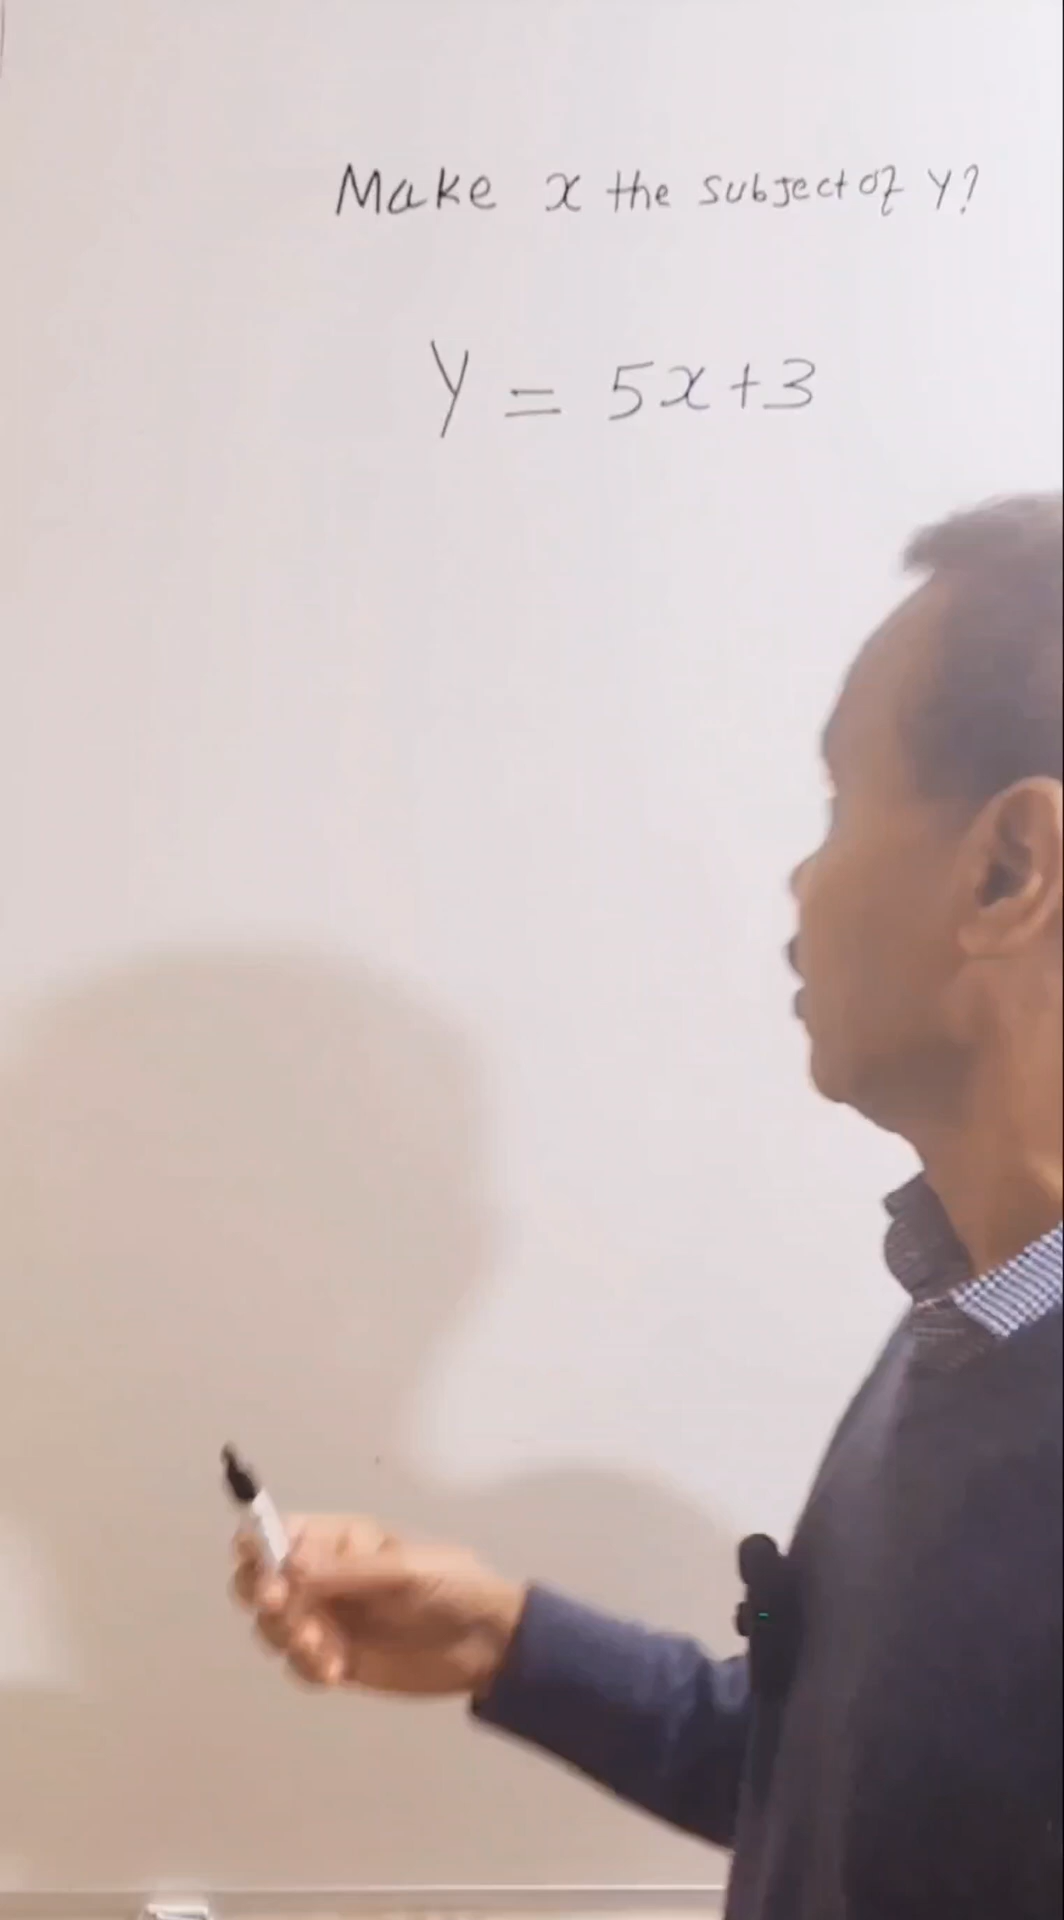 Make x the subject of y?
y = 5x+3